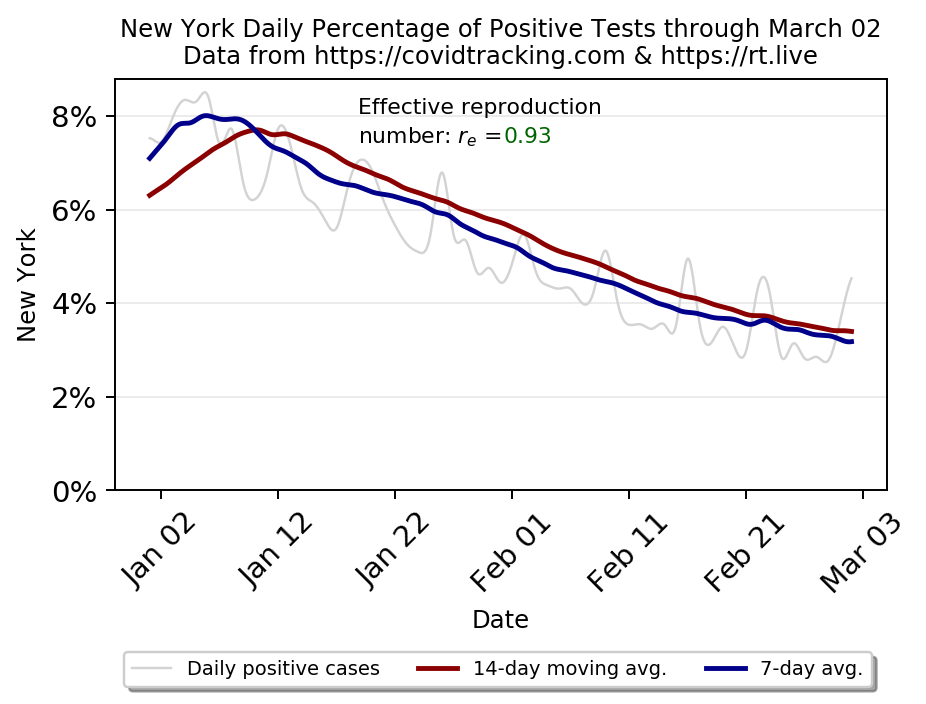 New York Daily Percentage of Positive Tests through March 02
Data from https://covidtracking.com & https://rt.live
Effective reproduction
number: rₑ =0.93
New York
8%
6%
4%
2%
0%
Jan 02
Jan 12
Jan 22
Feb 01
Feb 11
Feb 21
Mar 03
Date
Daily positive cases
14-day moving avg.
7-day avg.